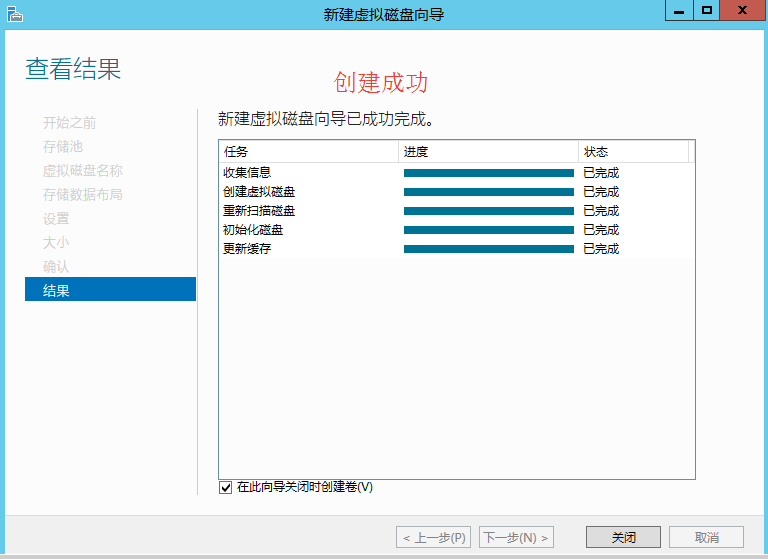 新建虚拟磁盘向导
查看结果
创建成功
开始之前
存储池
虚拟磁盘名称
存储数据布局
设置
大小
确认
结果
新建虚拟磁盘向导已成功完成。
任务 进度 状态
收集信息 已完成
创建虚拟磁盘 已完成
重新扫描磁盘 已完成
初始化磁盘 已完成
更新缓存 已完成
在此向导关闭时创建卷(V)
< 上一步(P) 下一步(N) > 关闭 取消